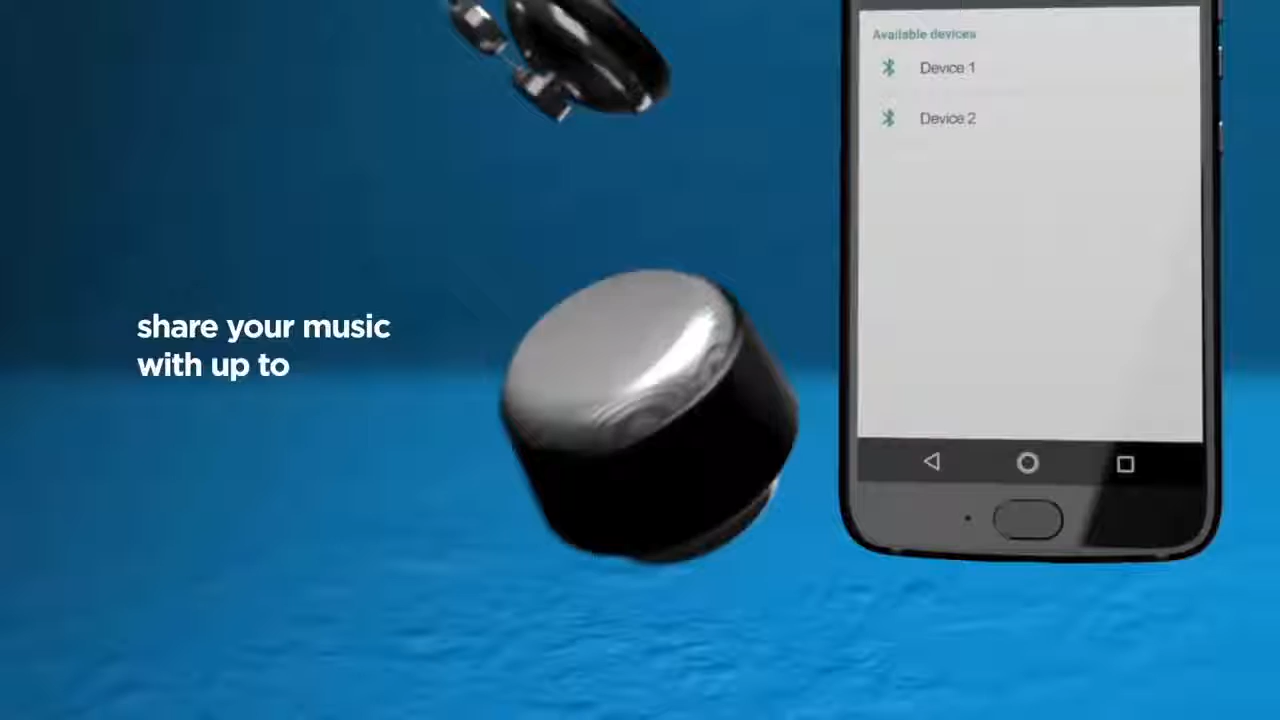 share your music
with up to
Available devices
Device 1
Device 2